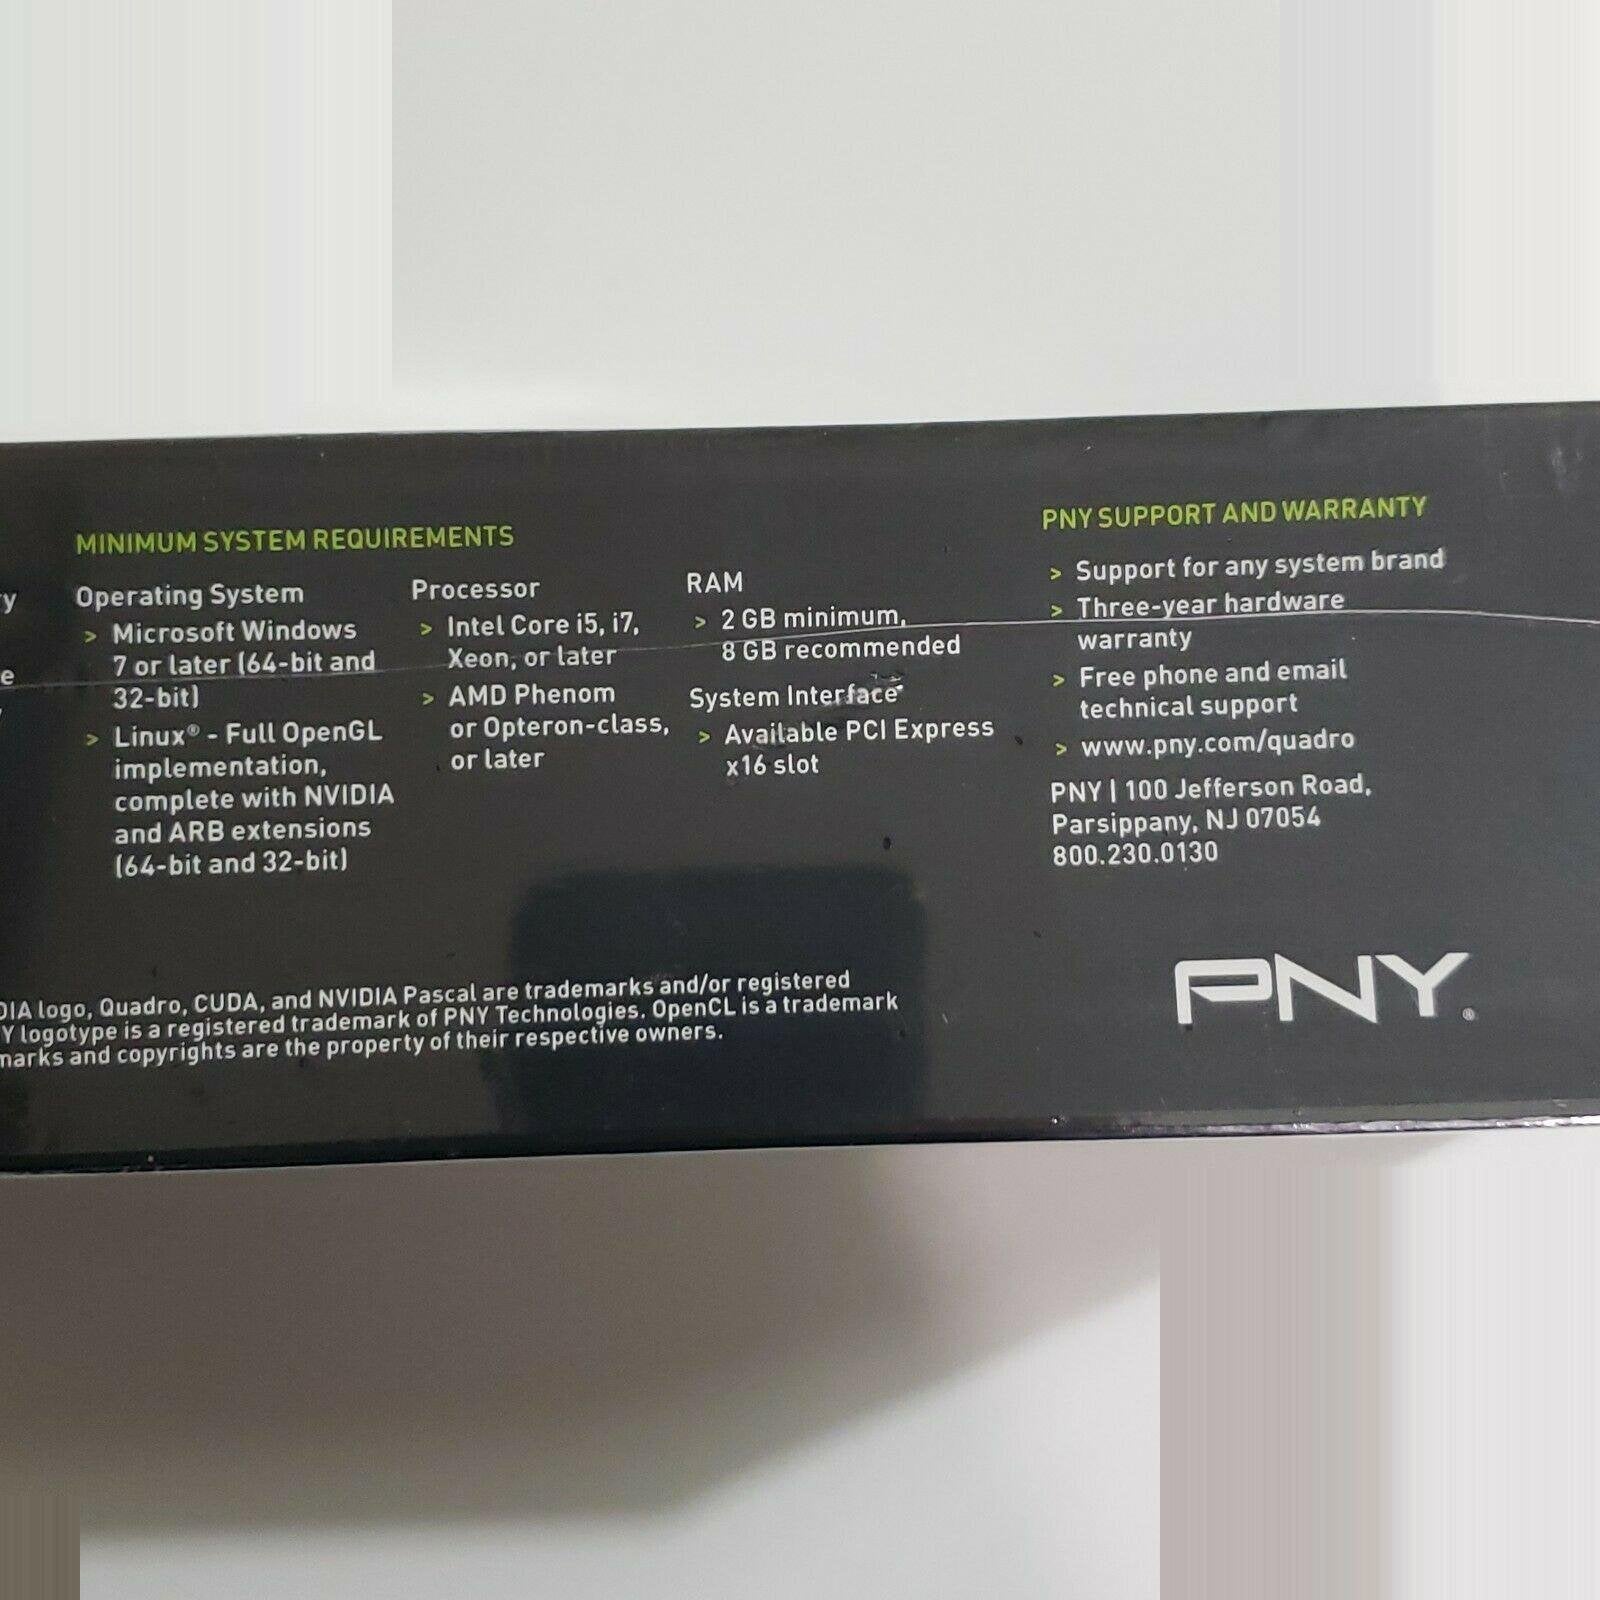 MINIMUM SYSTEM REQUIREMENTS
Operating System
> Microsoft Windows
7 or later (64-bit and
32-bit)
> Linux® - Full OpenGL
implementation,
complete with NVIDIA
and ARB extensions
(64-bit and 32-bit)
Processor
> Intel Core i5, i7,
Xeon, or later
> AMD Phenom
or Opteron-class,
or later
RAM
> 2 GB minimum,
8 GB recommended
System Interface
> Available PCI Express
x16 slot
PNY SUPPORT AND WARRANTY
> Support for any system brand
> Three-year hardware
warranty
> Free phone and email
technical support
> www.pny.com/quadro
PNY | 100 Jefferson Road,
Parsippany, NJ 07054
800.230.0130
logo, Quadro, CUDA, and NVIDIA Pascal are trademarks and/or registered
logotype is a registered trademark of PNY Technologies. OpenCL is a trademark
and copyrights are the property of their respective owners.
PNY®